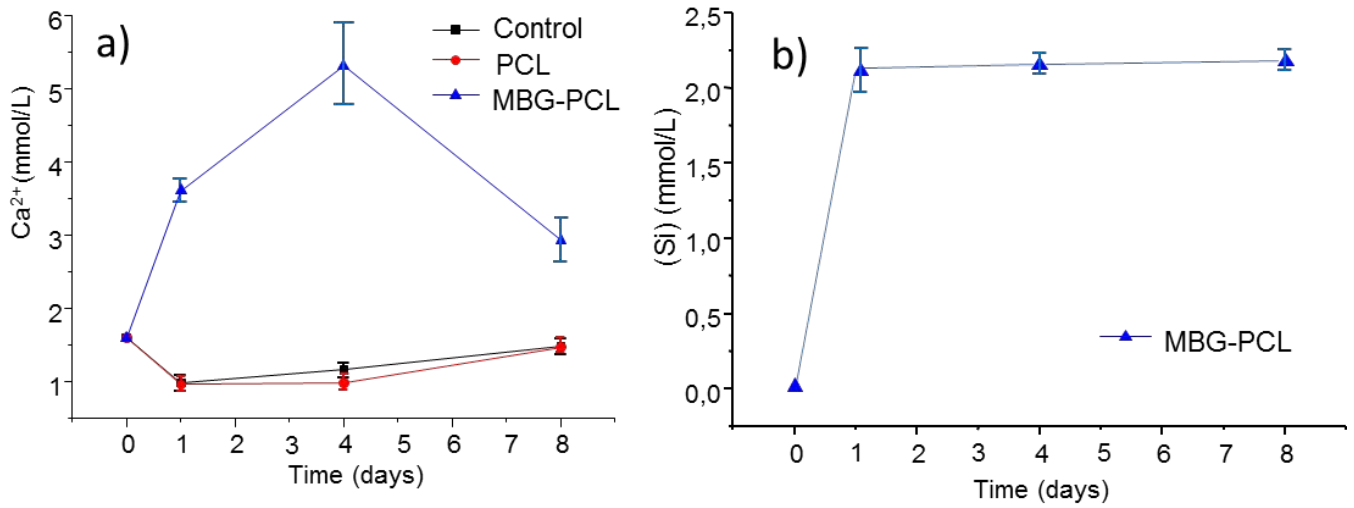 a)
Control
PCL
MBG-PCL
6
5
4
3
2
1
Ca²⁺(mmol/L)
0 1 2 3 4 5 6 7 8
Time (days)
b)
2,5
2,0
1,5
1,0
0,5
0,0
(Si) (mmol/L)
MBG-PCL
0 1 2 3 4 5 6 7 8
Time (days)